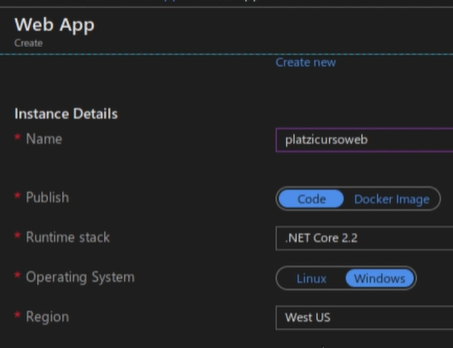 Web App
Create
Create new
Instance Details
* Name platzicursoweb
* Publish Code Docker Image
* Runtime stack .NET Core 2.2
* Operating System Linux Windows
* Region West US